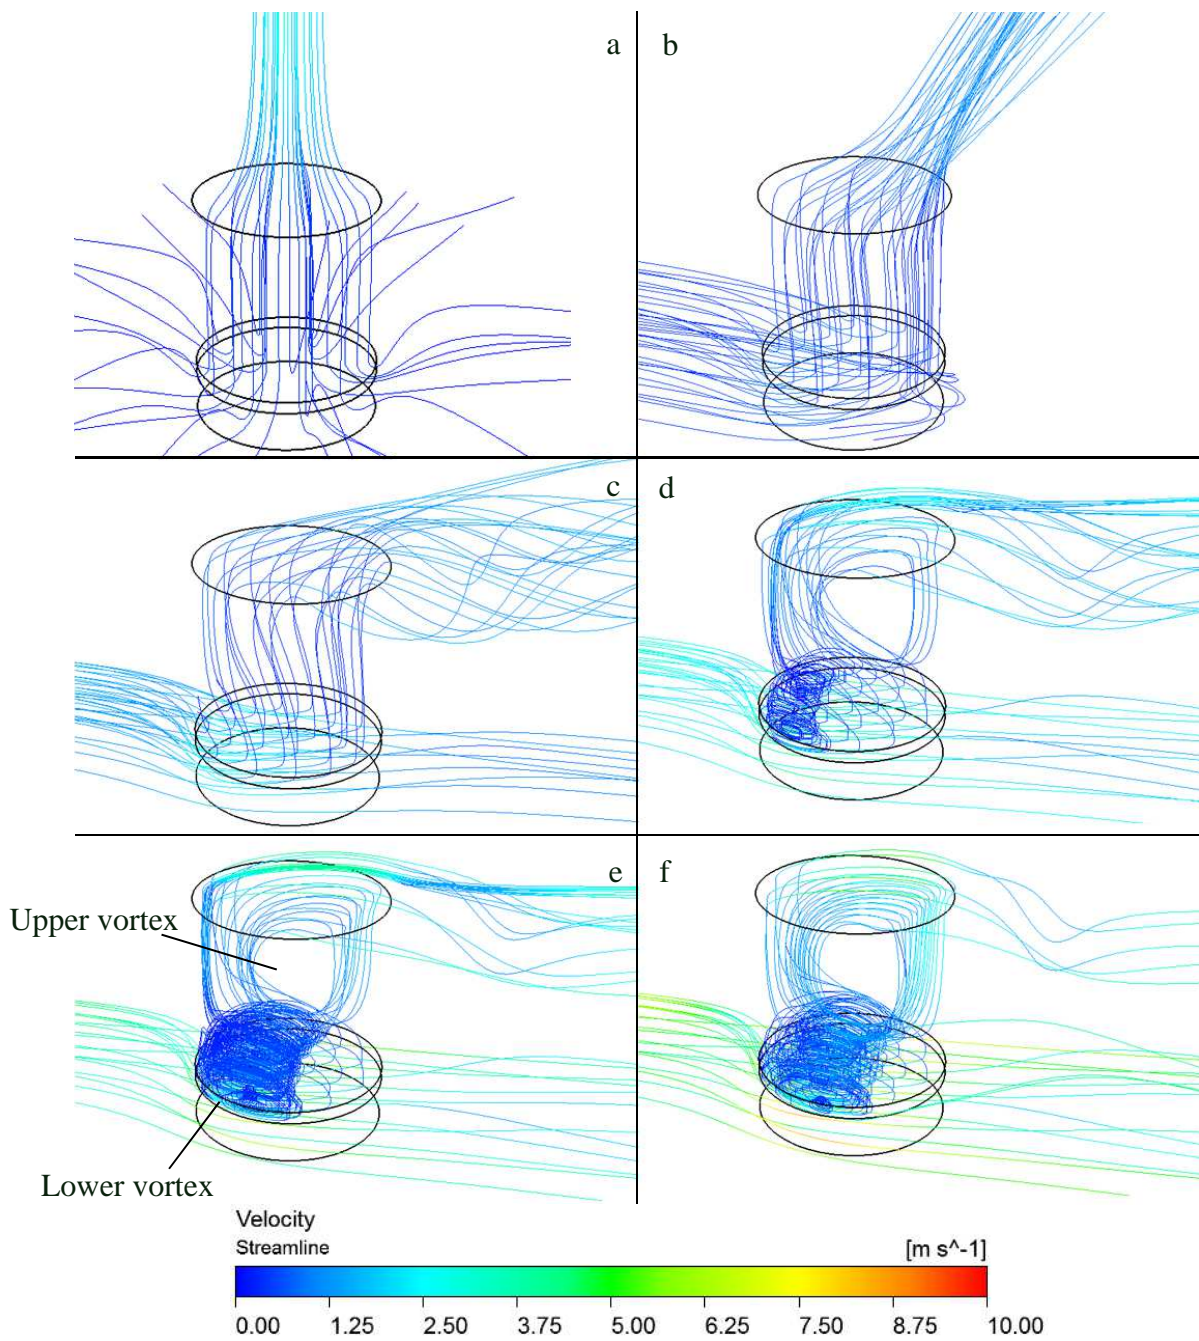 a
b
c
d
e
f
Upper vortex
Lower vortex
Velocity
Streamline
[m s^-1]
0.00 1.25 2.50 3.75 5.00 6.25 7.50 8.75 10.00